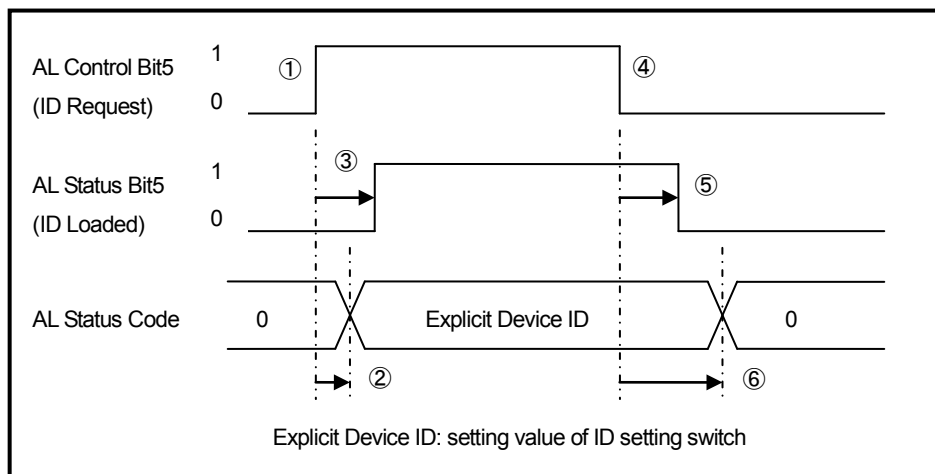 AL Control Bit5
(ID Request)
1
0
①
④
AL Status Bit5
(ID Loaded)
1
0
③
⑤
AL Status Code
0
Explicit Device ID
0
②
⑥
Explicit Device ID: setting value of ID setting switch